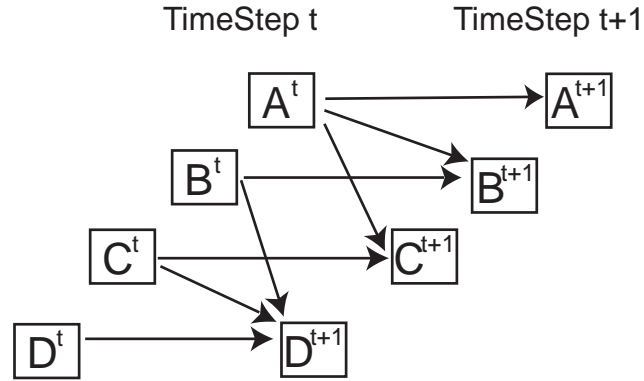 TimeStep t TimeStep t+1
A^t A^t+1
B^t B^t+1
C^t C^t+1
D^t D^t+1